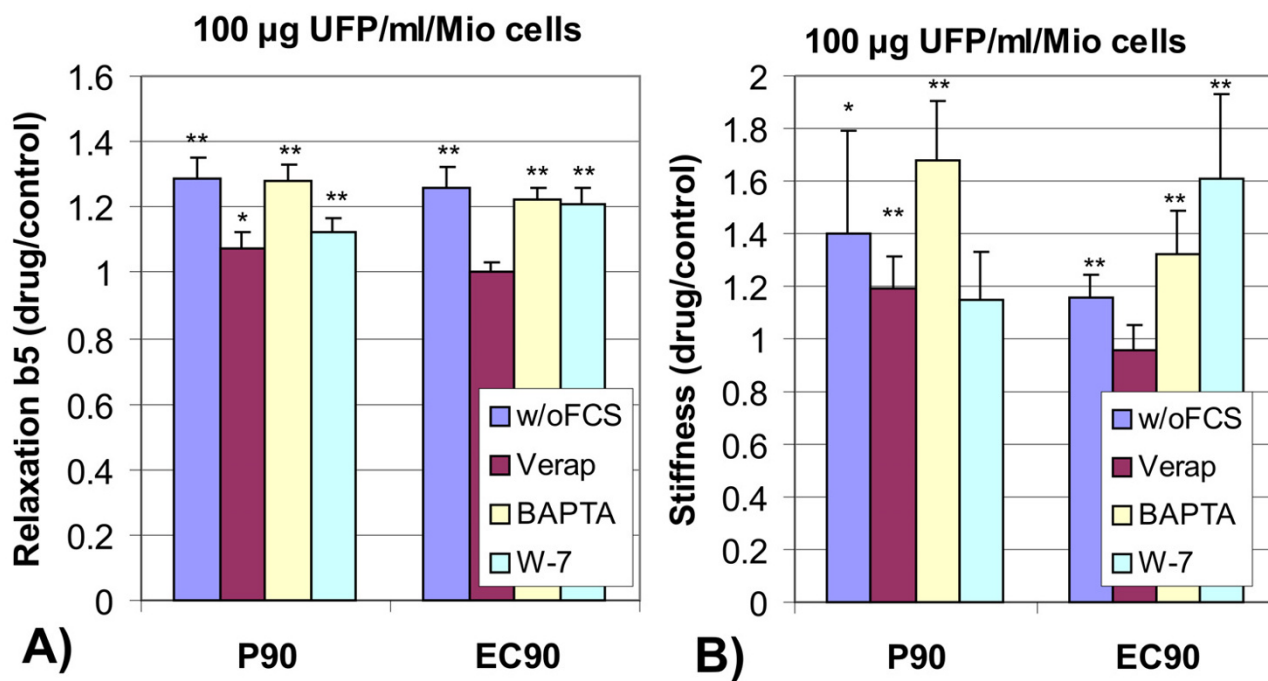 100 µg UFP/ml/Mio cells
Relaxation b5 (drug/control)
1.6
1.4
1.2
1
0.8
0.6
0.4
0.2
0
** * ** ** ** ** **
w/oFCS
Verap
BAPTA
W-7
P90 EC90
A)
100 µg UFP/ml/Mio cells
Stiffness (drug/control)
2
1.8
1.6
1.4
1.2
1
0.8
0.6
0.4
0.2
0
* ** ** ** ** **
w/oFCS
Verap
BAPTA
W-7
P90 EC90
B)